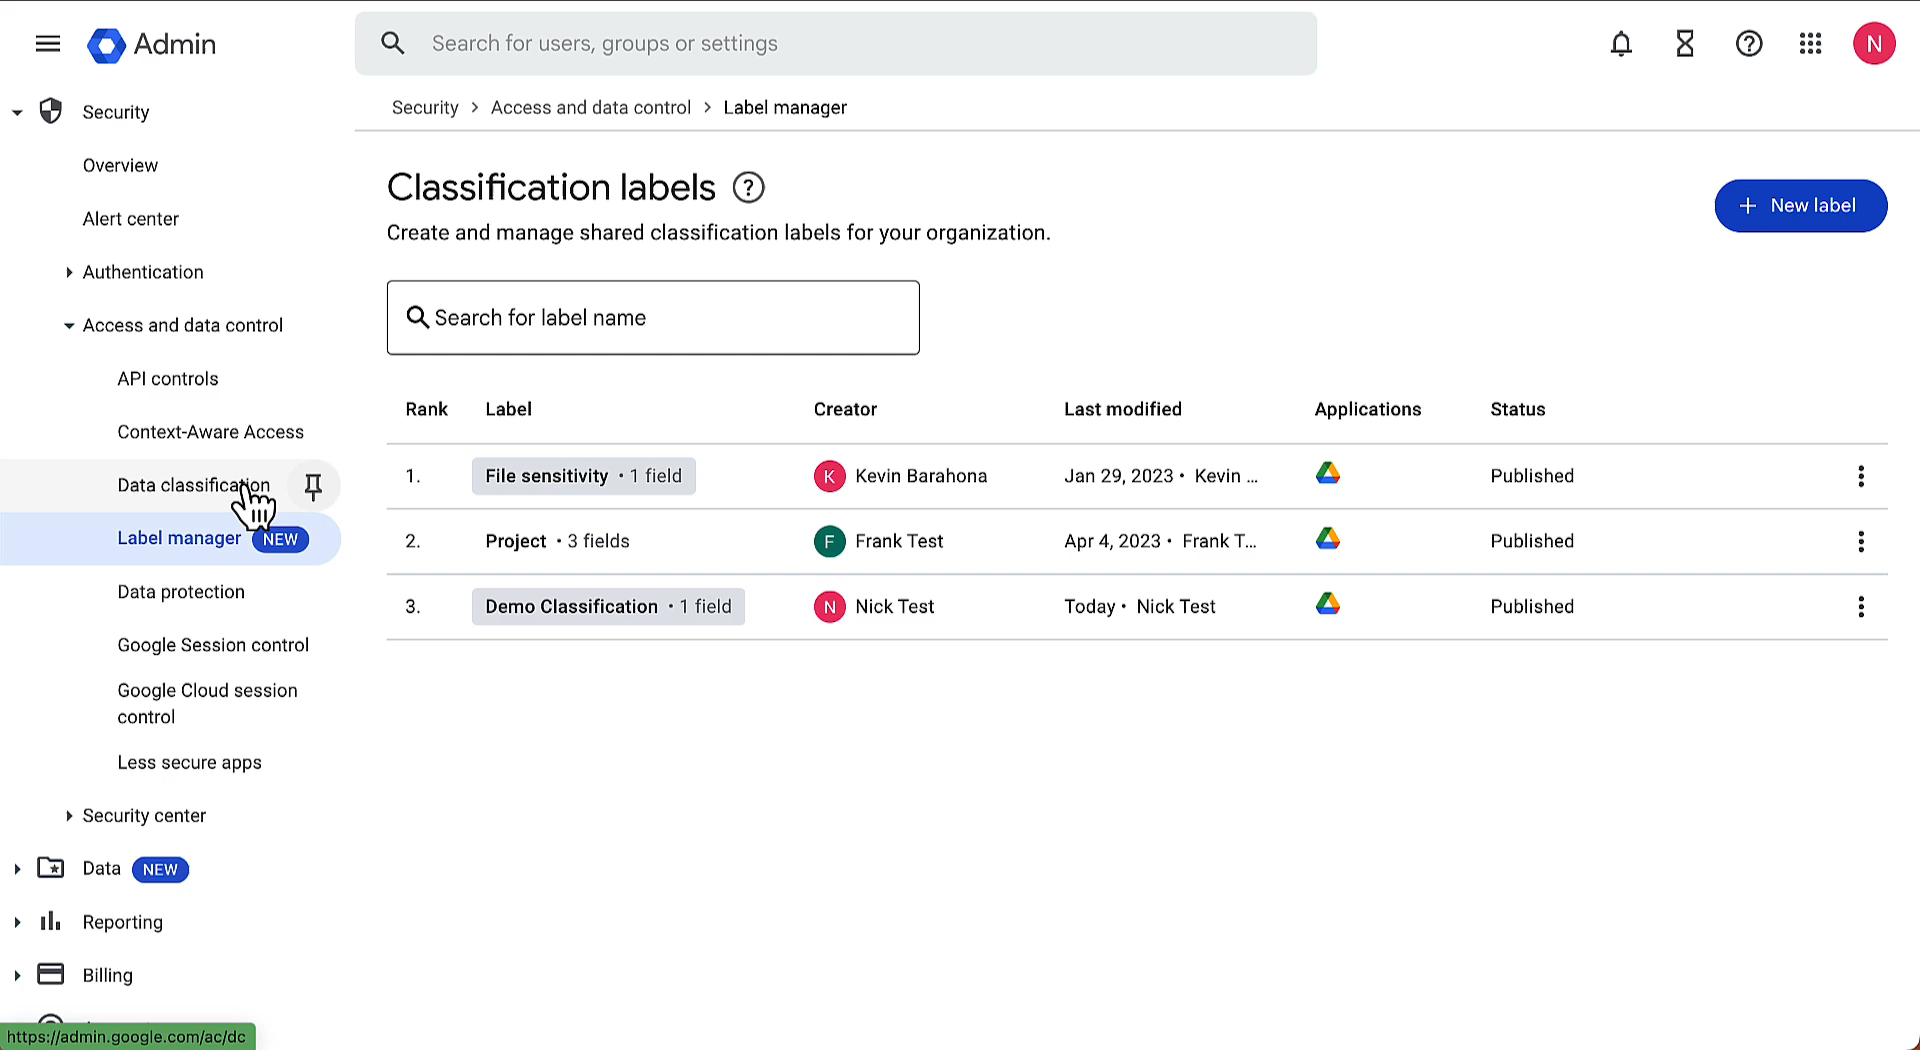 Admin
Search for users, groups or settings
N
Security
Overview
Alert center
Authentication
Access and data control
API controls
Context-Aware Access
Data classification
Label manager NEW
Data protection
Google Session control
Google Cloud session
control
Less secure apps
Security center
Data NEW
Reporting
Billing
https://admin.google.com/ac/dc
Security > Access and data control > Label manager
Classification labels
Create and manage shared classification labels for your organization.
+ New label
Search for label name
Rank Label Creator Last modified Applications Status
1. File sensitivity • 1 field K Kevin Barahona Jan 29, 2023 • Kevin ... Published
2. Project • 3 fields F Frank Test Apr 4, 2023 • Frank T... Published
3. Demo Classification • 1 field N Nick Test Today • Nick Test Published